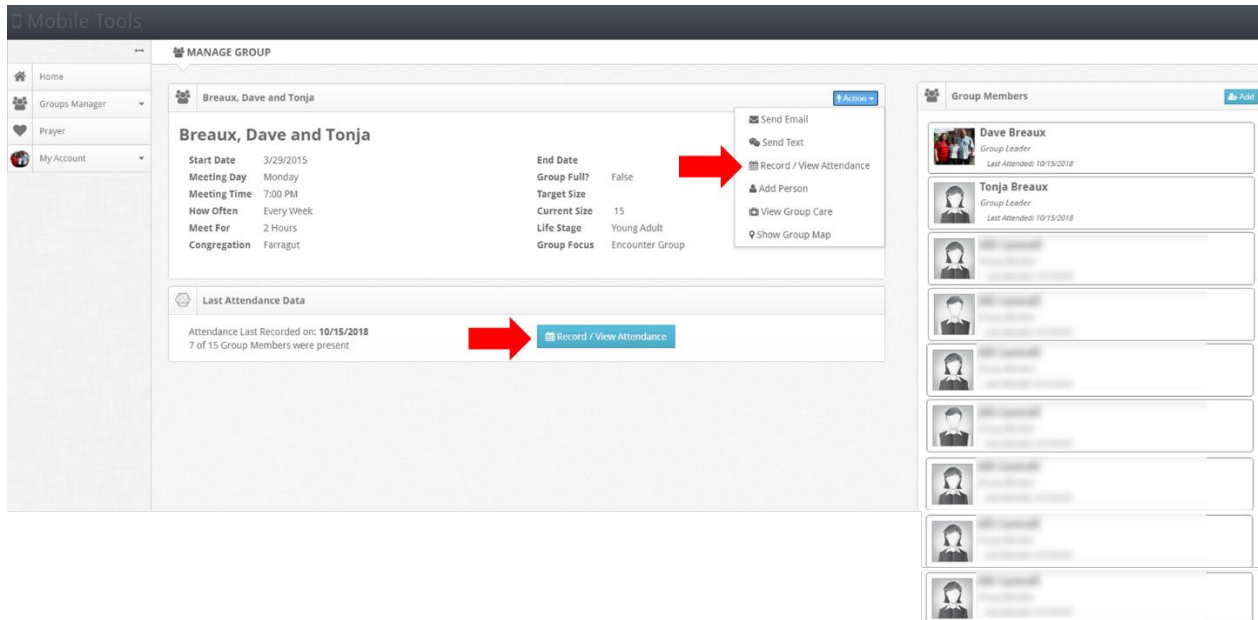 Mobile Tools
MANAGE GROUP
Home
Groups Manager
Prayer
My Account
Breaux, Dave and Tonja
Action
Breaux, Dave and Tonja
Start Date 3/29/2015
Meeting Day Monday
Meeting Time 7:00 PM
How Often Every Week
Meet For 2 Hours
Congregation Farragut
End Date
Group Full? False
Target Size
Current Size 15
Life Stage Young Adult
Group Focus Encounter Group
Send Email
Send Text
Record / View Attendance
Add Person
View Group Care
Show Group Map
Last Attendance Data
Attendance Last Recorded on: 10/15/2018
7 of 15 Group Members were present
Record / View Attendance
Group Members
Add
Dave Breaux
Group Leader
Last Attended: 10/15/2018
Tonja Breaux
Group Leader
Last Attended: 10/15/2018